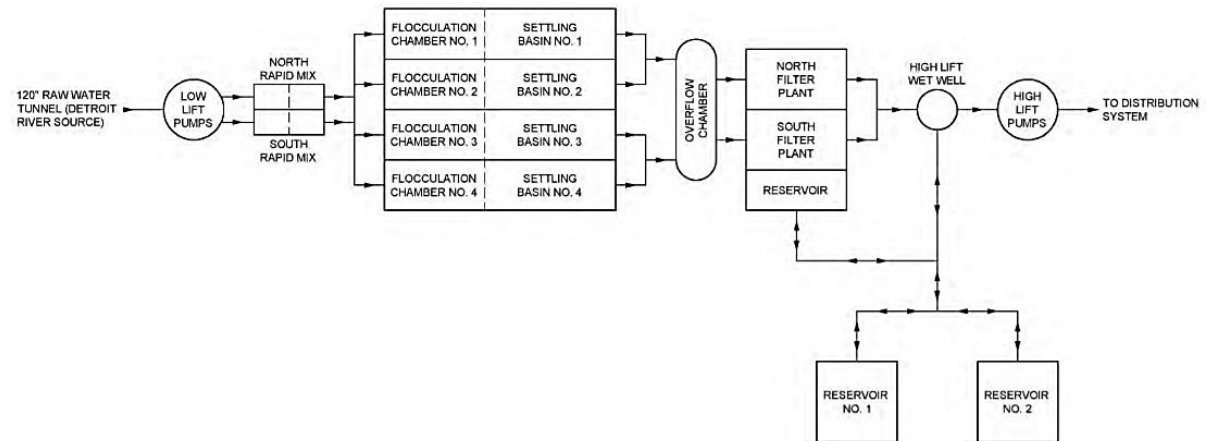 120" RAW WATER
TUNNEL (DETROIT
RIVER SOURCE)
LOW
LIFT
PUMPS
NORTH
RAPID MIX
SOUTH
RAPID MIX
FLOCCULATION
CHAMBER NO. 1
SETTLING
BASIN NO. 1
FLOCCULATION
CHAMBER NO. 2
SETTLING
BASIN NO. 2
FLOCCULATION
CHAMBER NO. 3
SETTLING
BASIN NO. 3
FLOCCULATION
CHAMBER NO. 4
SETTLING
BASIN NO. 4
OVERFLOW
CHAMBER
NORTH
FILTER
PLANT
SOUTH
FILTER
PLANT
RESERVOIR
HIGH LIFT
WET WELL
HIGH
LIFT
PUMPS
TO DISTRIBUTION
SYSTEM
RESERVOIR
NO. 1
RESERVOIR
NO. 2